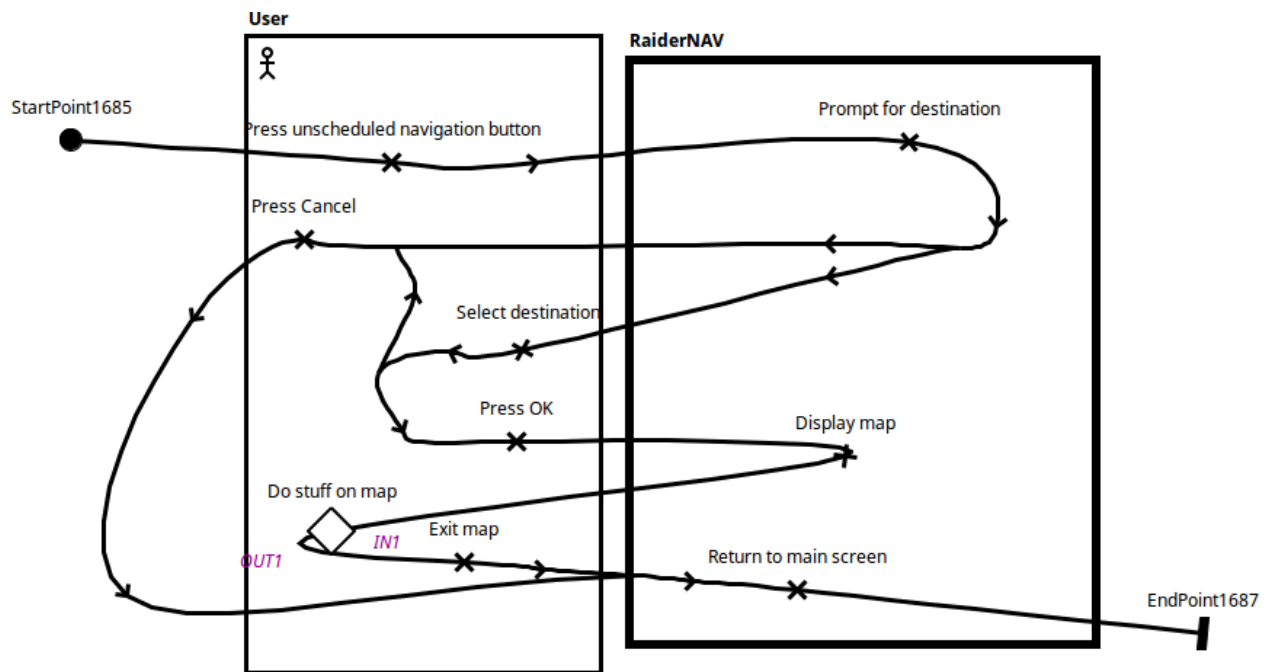 User
RaiderNAV
StartPoint1685
Prompt for destination
Press unscheduled navigation button
Press Cancel
Select destination
Press OK
Display map
Do stuff on map
Exit map
IN1
OUT1
Return to main screen
EndPoint1687